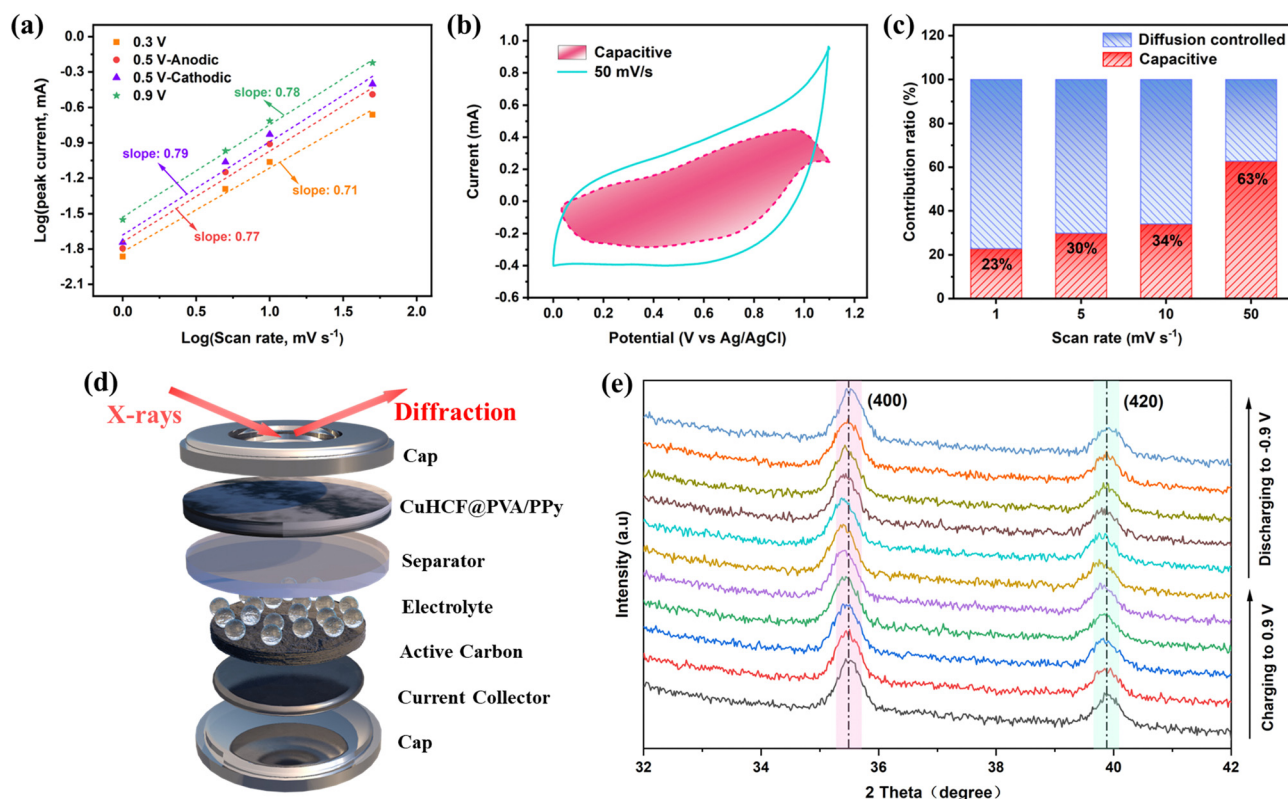 (a)
0.0
-0.3
-0.6
-0.9
-1.2
-1.5
-1.8
-2.1
Log(peak current, mA)
0.3 V
0.5 V-Anodic
0.5 V-Cathodic
0.9 V
slope: 0.78
slope: 0.79
slope: 0.71
slope: 0.77
0.0 0.5 1.0 1.5 2.0
Log(Scan rate, mV s⁻¹)
(b)
1.0
0.8
0.6
0.4
0.2
0.0
-0.2
-0.4
-0.6
Current (mA)
Capacitive
50 mV/s
0.0 0.2 0.4 0.6 0.8 1.0 1.2
Potential (V vs Ag/AgCl)
(c)
120
100
80
60
40
20
0
Contribution ratio (%)
Diffusion controlled
Capacitive
23% 30% 34% 63%
1 5 10 50
Scan rate (mV s⁻¹)
(d)
X-rays
Diffraction
Cap
CuHCF@PVA/PPy
Separator
Electrolyte
Active Carbon
Current Collector
Cap
(e)
Intensity (a.u)
(400)
(420)
Discharging to -0.9 V
Charging to 0.9 V
32 34 36 38 40 42
2 Theta（degree）